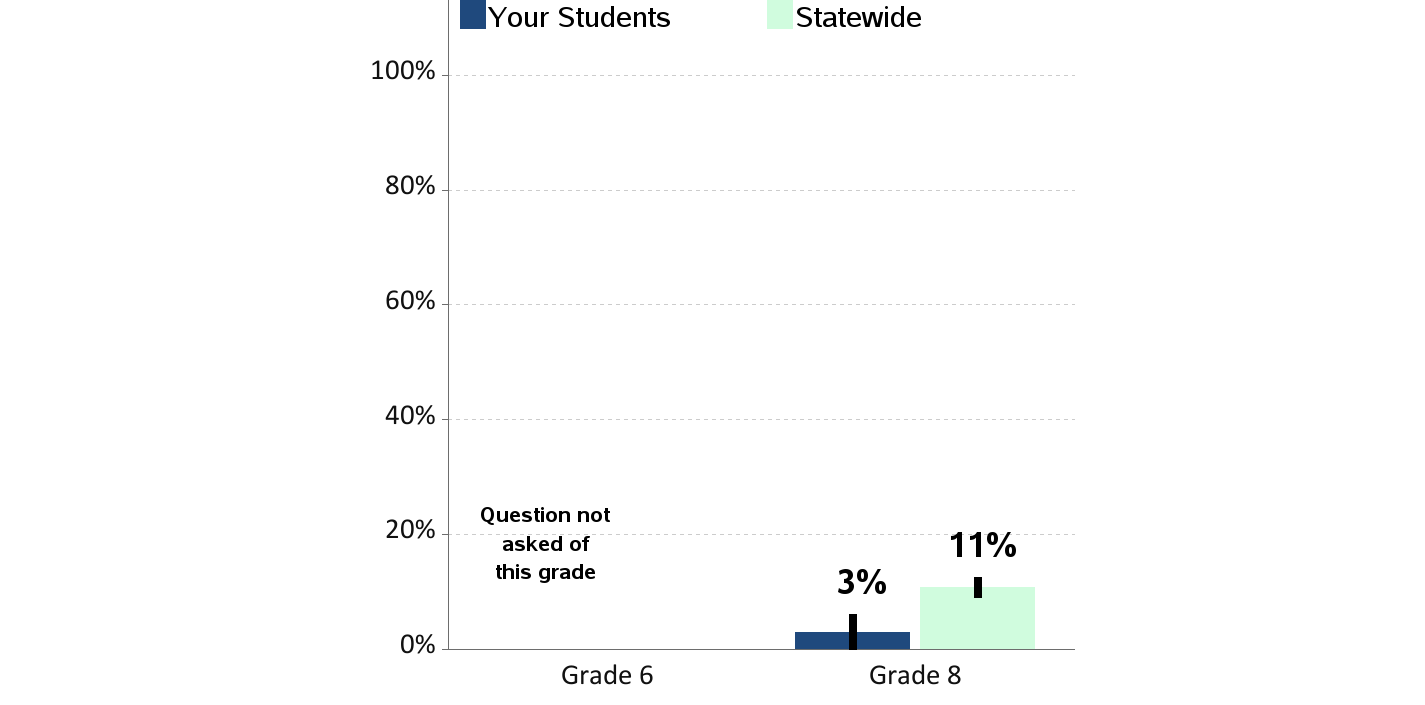 Your Students Statewide
100%
80%
60%
40%
20%
0%
Question not
asked of
this grade
3%
11%
Grade 6 Grade 8